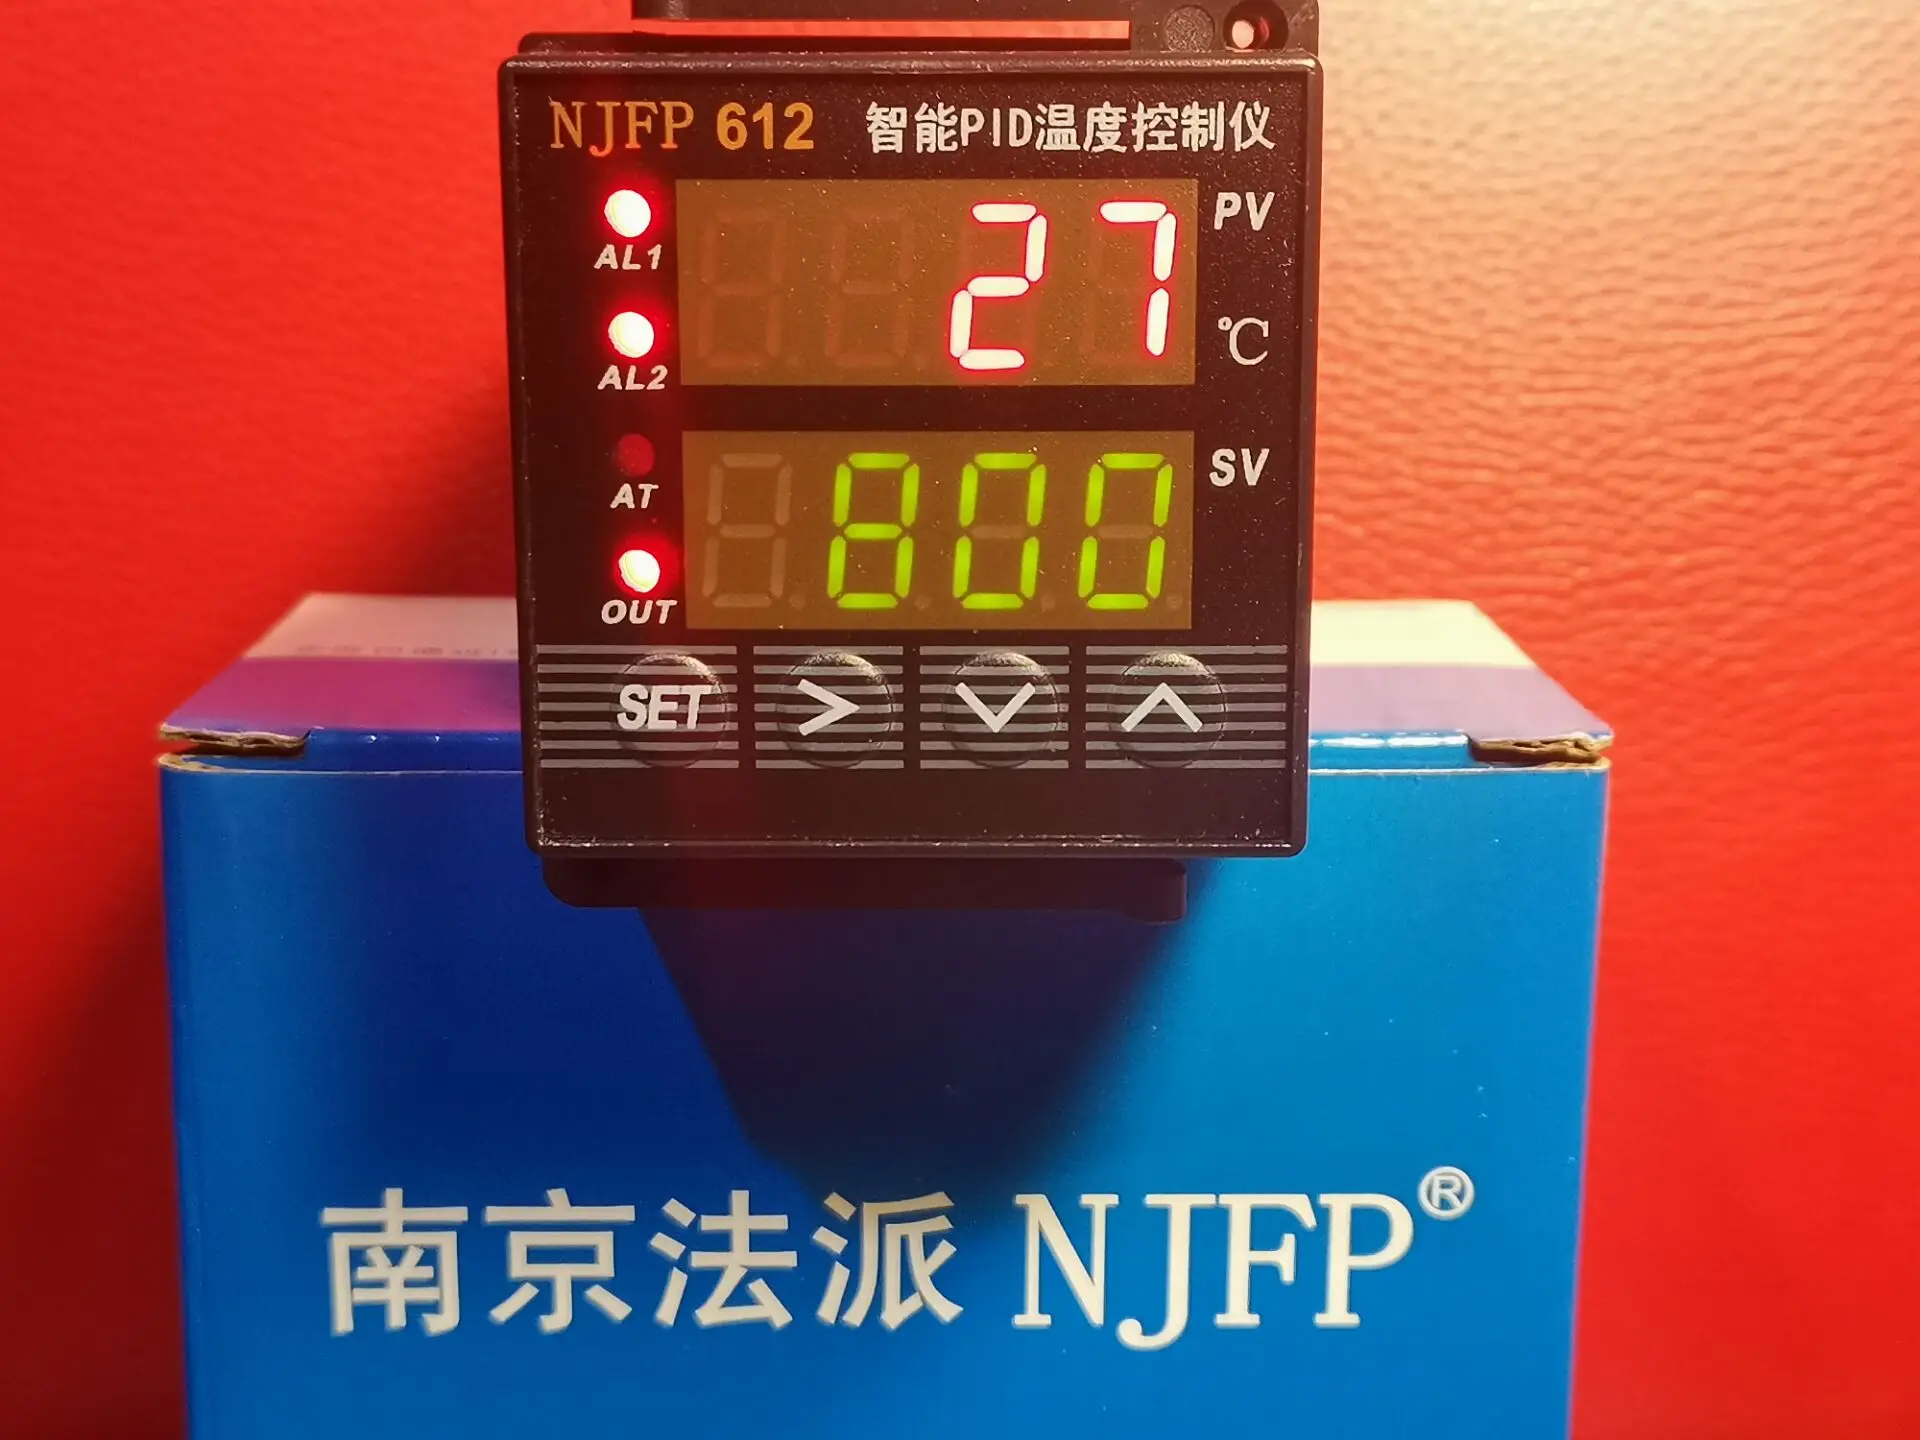 NJFP 612 智能PID温度控制仪
AL1
27
PV
AL2
℃
AT
800
SV
OUT
SET > ∨ ∧
南京法派 NJFP®